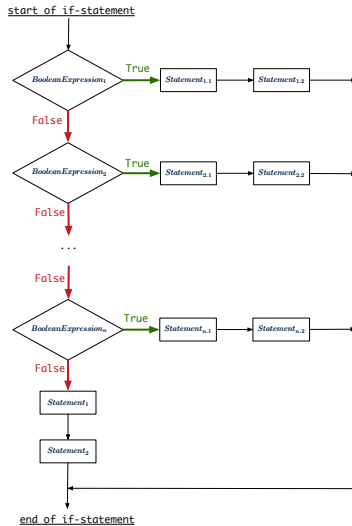 start of if-statement
True
BooleanExpression₁ Statement₁.₁ Statement₁.₂
False
True
BooleanExpression₂ Statement₂.₁ Statement₂.₂
False
...
False
True
BooleanExpressionₙ Statementₙ.₁ Statementₙ.₂
False
Statement₁
Statement₂
end of if-statement